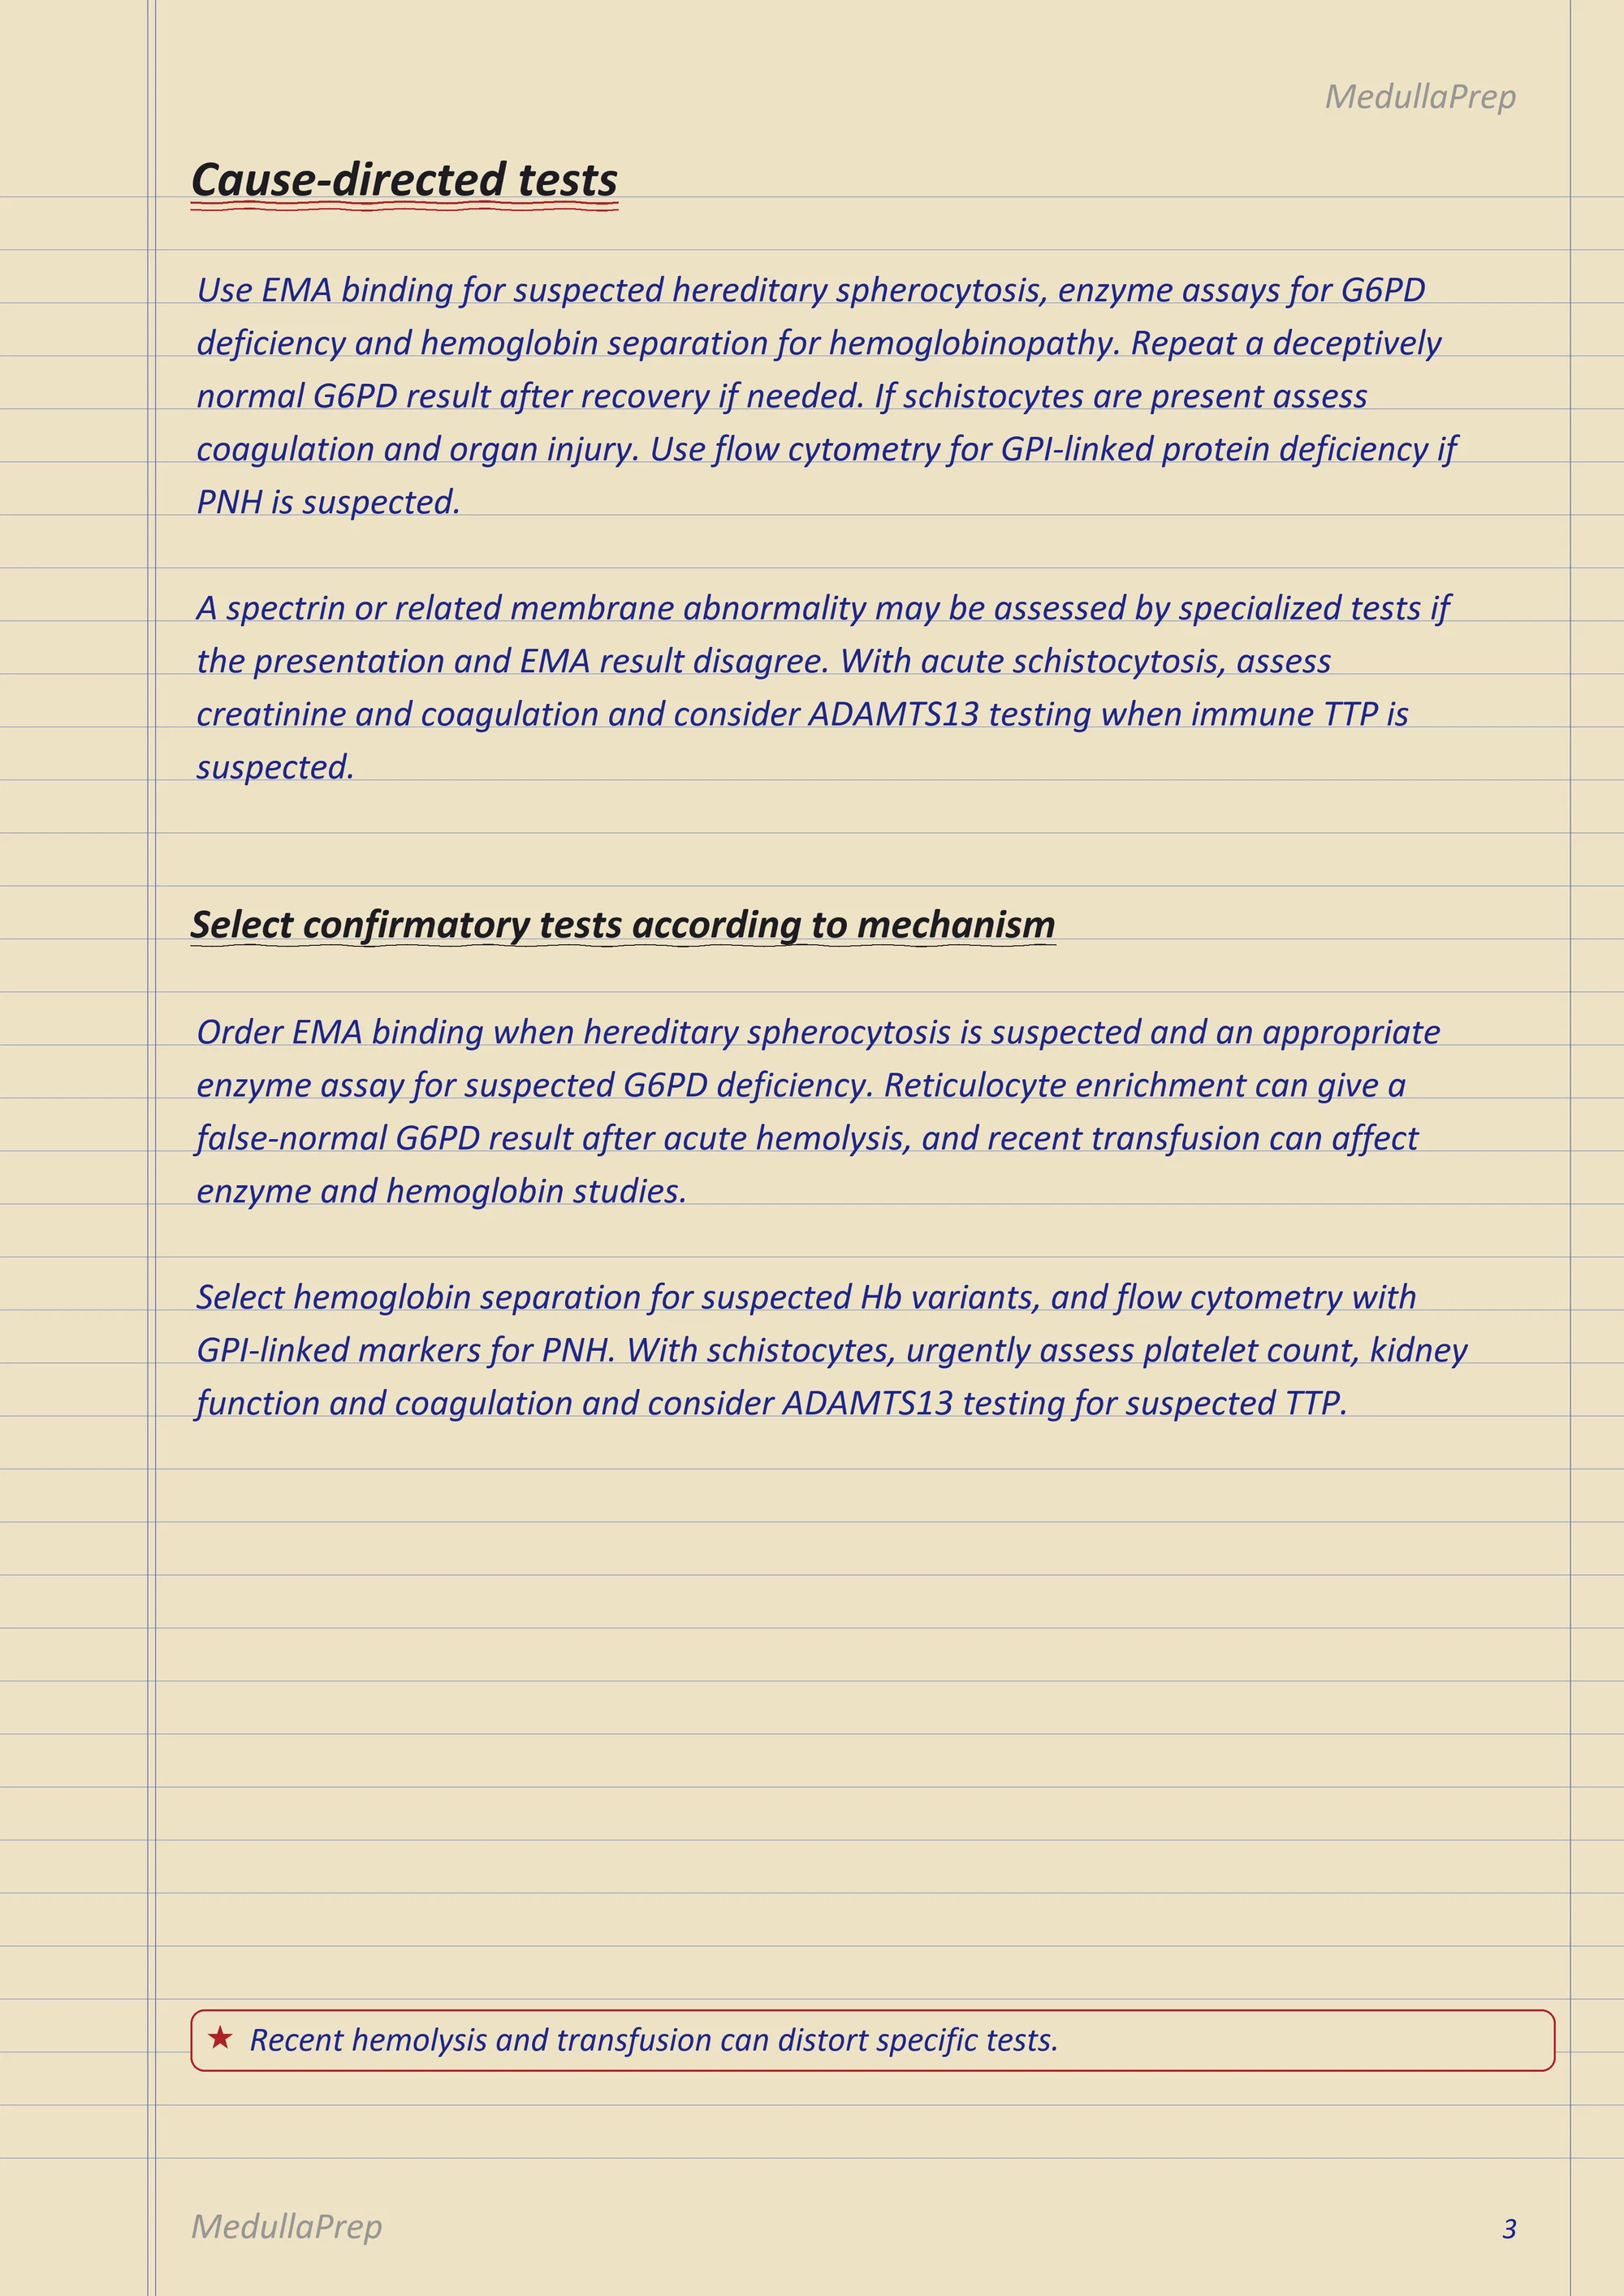 MedullaPrep
Cause-directed tests
Use EMA binding for suspected hereditary spherocytosis, enzyme assays for G6PD
deficiency and hemoglobin separation for hemoglobinopathy. Repeat a deceptively
normal G6PD result after recovery if needed. If schistocytes are present assess
coagulation and organ injury. Use flow cytometry for GPI-linked protein deficiency if
PNH is suspected.
A spectrin or related membrane abnormality may be assessed by specialized tests if
the presentation and EMA result disagree. With acute schistocytosis, assess
creatinine and coagulation and consider ADAMTS13 testing when immune TTP is
suspected.
Select confirmatory tests according to mechanism
Order EMA binding when hereditary spherocytosis is suspected and an appropriate
enzyme assay for suspected G6PD deficiency. Reticulocyte enrichment can give a
false-normal G6PD result after acute hemolysis, and recent transfusion can affect
enzyme and hemoglobin studies.
Select hemoglobin separation for suspected Hb variants, and flow cytometry with
GPI-linked markers for PNH. With schistocytes, urgently assess platelet count, kidney
function and coagulation and consider ADAMTS13 testing for suspected TTP.
★ Recent hemolysis and transfusion can distort specific tests.
MedullaPrep
3